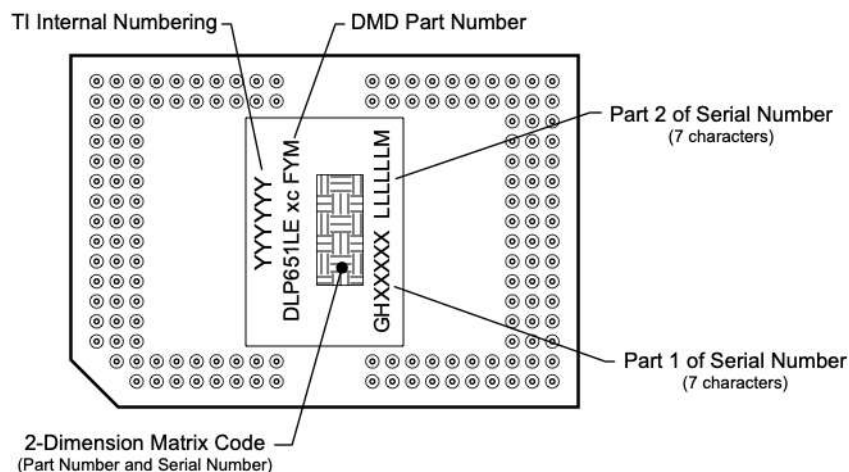 TI Internal Numbering
DMD Part Number
Part 2 of Serial Number
(7 characters)
YYYYYY
DLP651LE xc FYM
GHXXXXX LLLLLLM
Part 1 of Serial Number
(7 characters)
2-Dimension Matrix Code
(Part Number and Serial Number)